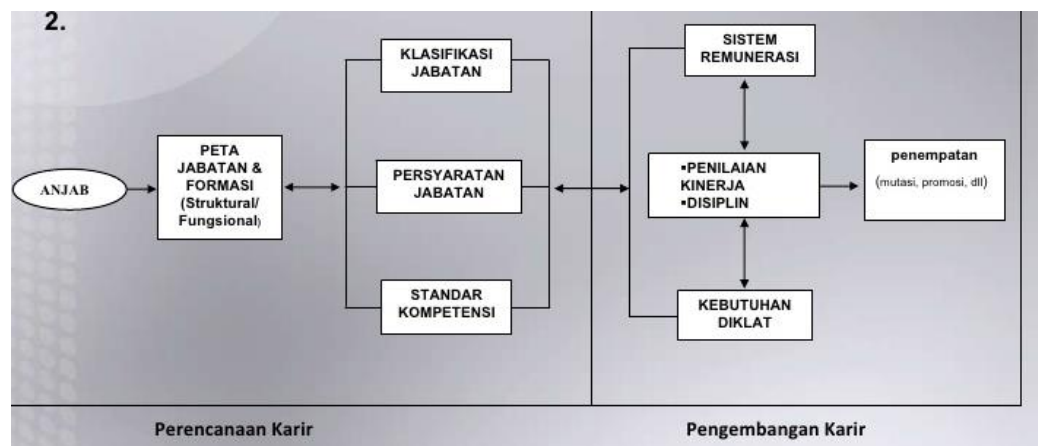 2.
ANJAB
PETA
JABATAN &
FORMASI
(Struktural/
Fungsional)
KLASIFIKASI
JABATAN
PERSYARATAN
JABATAN
STANDAR
KOMPETENSI
SISTEM
REMUNERASI
▪PENILAIAN
KINERJA
▪DISIPLIN
KEBUTUHAN
DIKLAT
penempatan
(mutasi, promosi, dll)
Perencanaan Karir
Pengembangan Karir